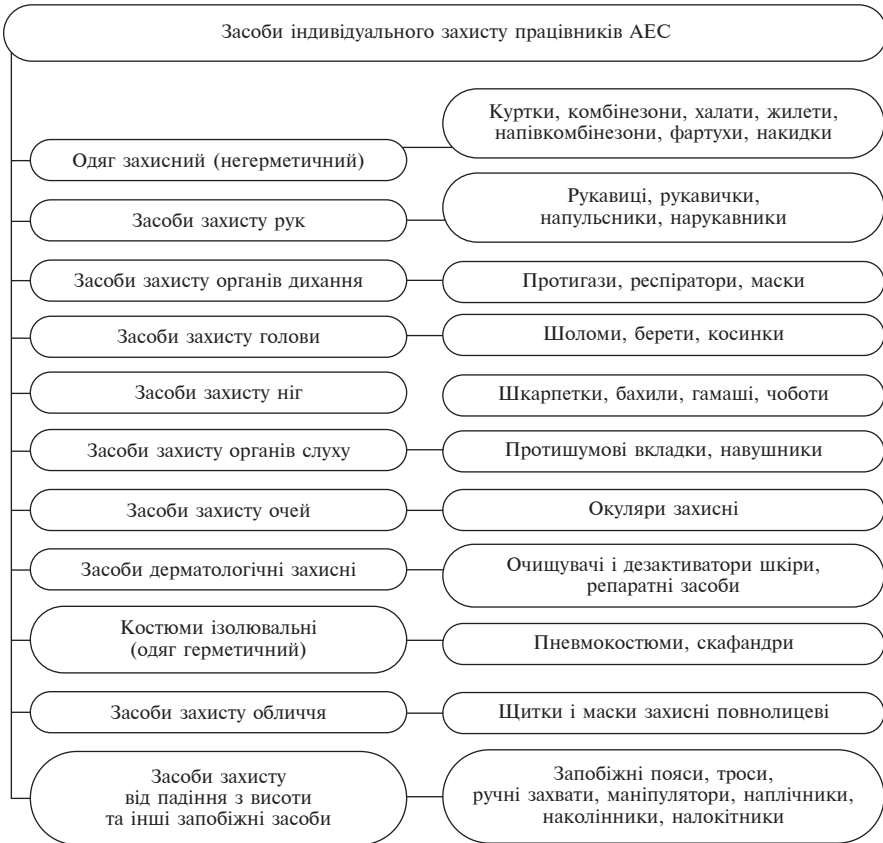 Засоби індивідуального захисту працівників АЕС
Одяг захисний (негерметичний)
Куртки, комбінезони, халати, жилети,
напівкомбінезони, фартухи, накидки
Засоби захисту рук
Рукавиці, рукавички,
напульсники, нарукавники
Засоби захисту органів дихання
Протигази, респіратори, маски
Засоби захисту голови
Шоломи, берети, косинки
Засоби захисту ніг
Шкарпетки, бахили, гамаші, чоботи
Засоби захисту органів слуху
Протишумові вкладки, навушники
Засоби захисту очей
Окуляри захисні
Засоби дерматологічні захисні
Очищувачі і дезактиватори шкіри,
репаратні засоби
Костюми ізолювальні
(одяг герметичний)
Пневмокостюми, скафандри
Засоби захисту обличчя
Щитки і маски захисні повнолицеві
Засоби захисту
від падіння з висоти
та інші запобіжні засоби
Запобіжні пояси, троси,
ручні захвати, маніпулятори, наплічники,
наколінники, налокітники